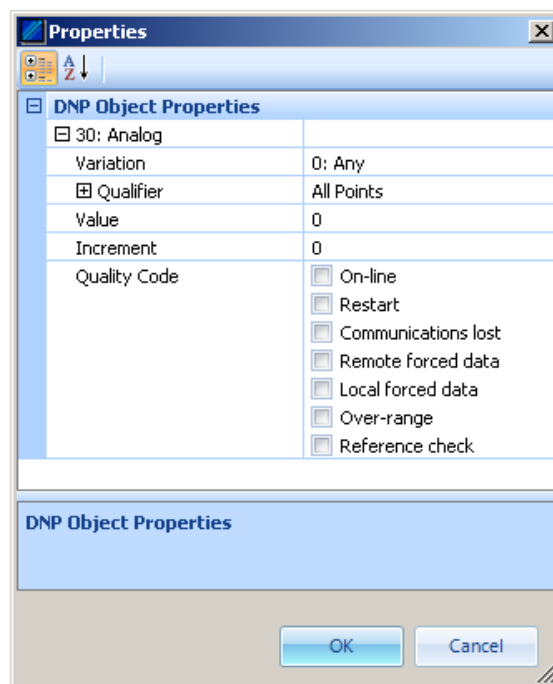 Properties
A
Z
DNP Object Properties
30: Analog
Variation 0: Any
Qualifier All Points
Value 0
Increment 0
Quality Code On-line
Restart
Communications lost
Remote forced data
Local forced data
Over-range
Reference check
DNP Object Properties
OK Cancel